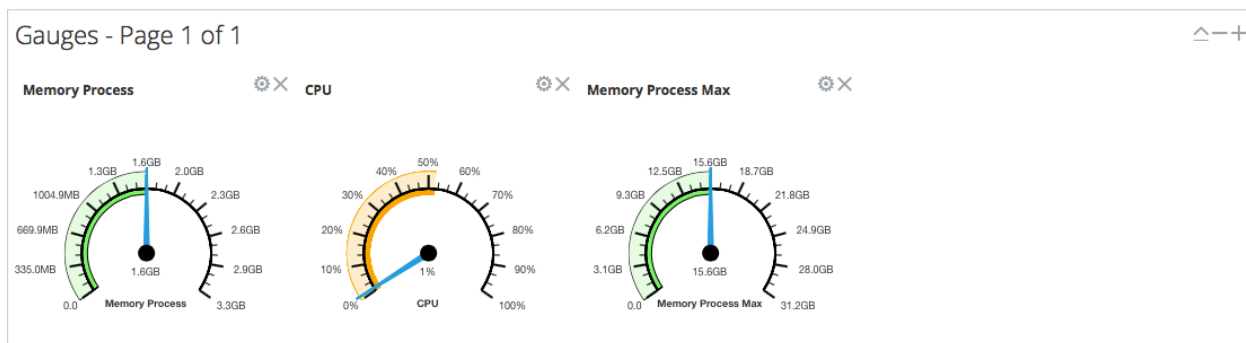 Gauges - Page 1 of 1
Memory Process
CPU
Memory Process Max
1.6GB
1.3GB
2.0GB
1004.9MB
2.3GB
669.9MB
2.6GB
335.0MB
1.6GB
2.9GB
0.0
Memory Process
3.3GB
50%
40%
60%
30%
70%
20%
80%
10%
1%
90%
0%
CPU
100%
15.6GB
12.5GB
18.7GB
9.3GB
21.8GB
6.2GB
24.9GB
3.1GB
15.6GB
28.0GB
0.0
Memory Process Max
31.2GB